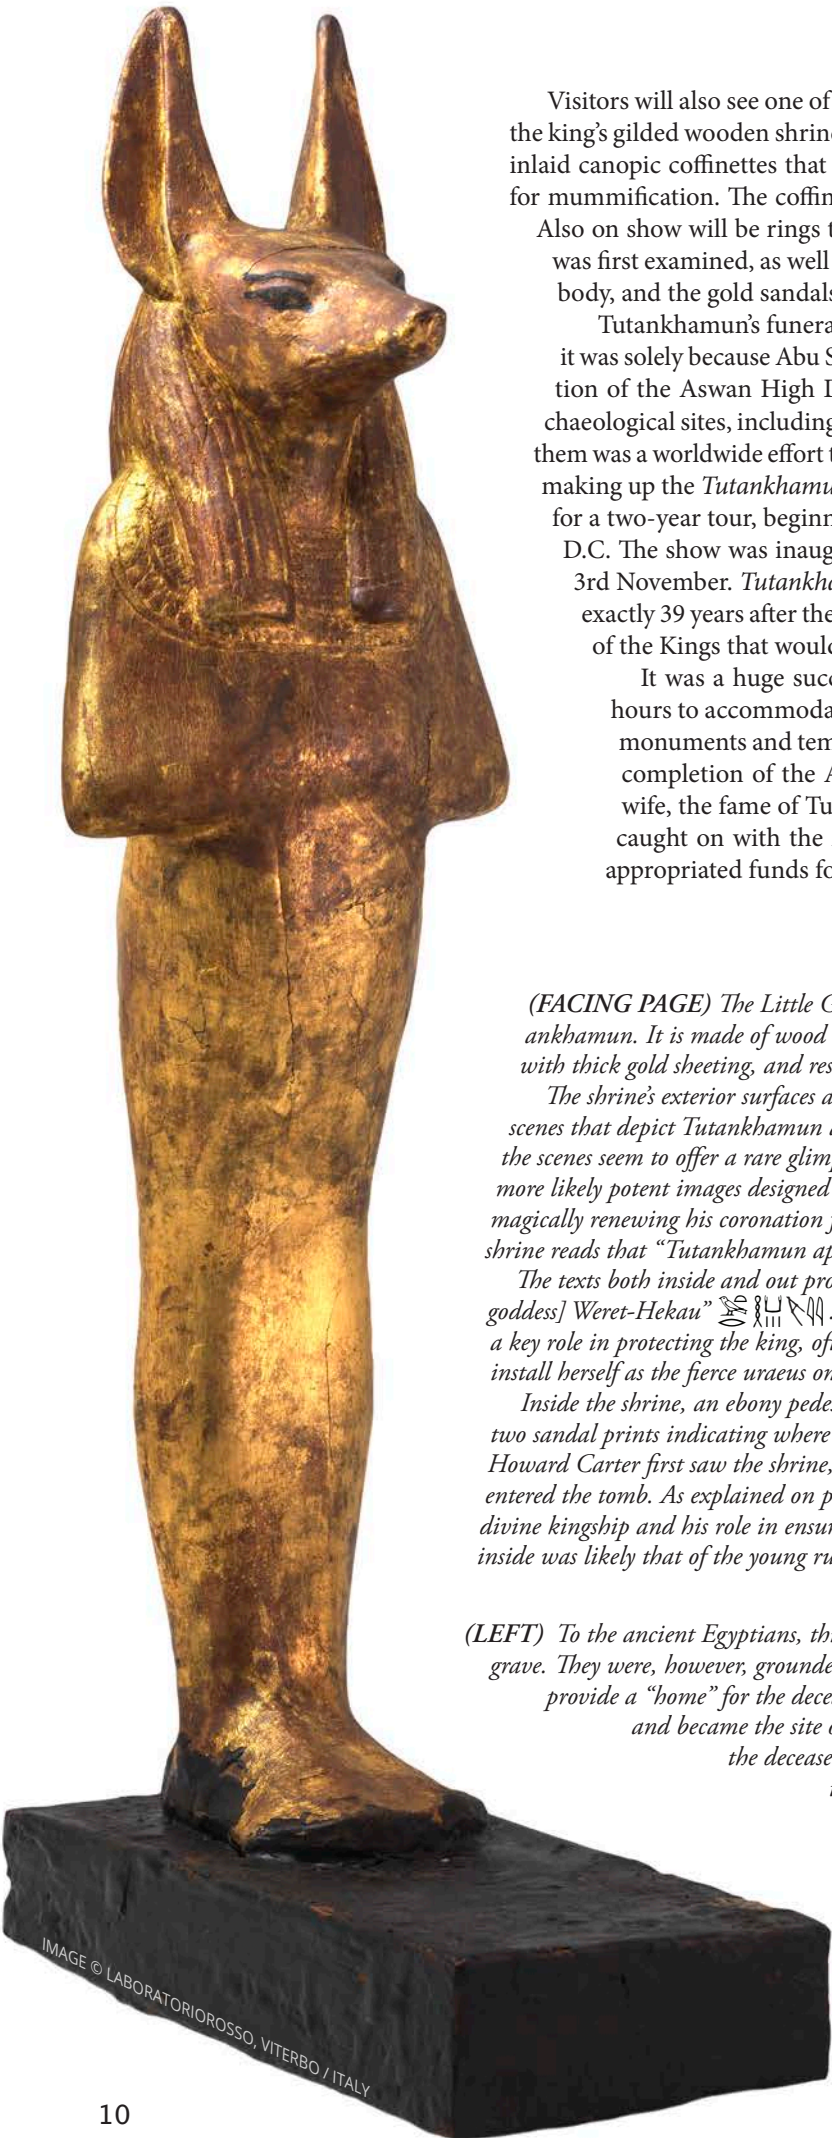 Visitors will also see one of
the king’s gilded wooden shrine
inlaid canopic coffinettes that
for mummification. The coffin
Also on show will be rings t
was first examined, as well
body, and the gold sandals
Tutankhamun’s funera
it was solely because Abu S
tion of the Aswan High D
chaeological sites, including
them was a worldwide effort t
making up the Tutankhamu
for a two-year tour, beginn
D.C. The show was inaug
3rd November. Tutankha
exactly 39 years after the
of the Kings that would
It was a huge succ
hours to accommoda
monuments and tem
completion of the A
wife, the fame of Tu
caught on with the
appropriated funds fo
(FACING PAGE) The Little G
ankhamun. It is made of wood
with thick gold sheeting, and res
The shrine’s exterior surfaces a
scenes that depict Tutankhamun a
the scenes seem to offer a rare glim
more likely potent images designed
magically renewing his coronation f
shrine reads that “Tutankhamun ap
The texts both inside and out pro
goddess] Weret-Hekau”
a key role in protecting the king, oft
install herself as the fierce uraeus on
Inside the shrine, an ebony pedes
two sandal prints indicating where
Howard Carter first saw the shrine,
entered the tomb. As explained on p
divine kingship and his role in ensur
inside was likely that of the young ru
(LEFT) To the ancient Egyptians, thi
grave. They were, however, grounde
provide a “home” for the dece
and became the site o
the decease
IMAGE © LABORATORIOROSSO, VITERBO / ITALY
10